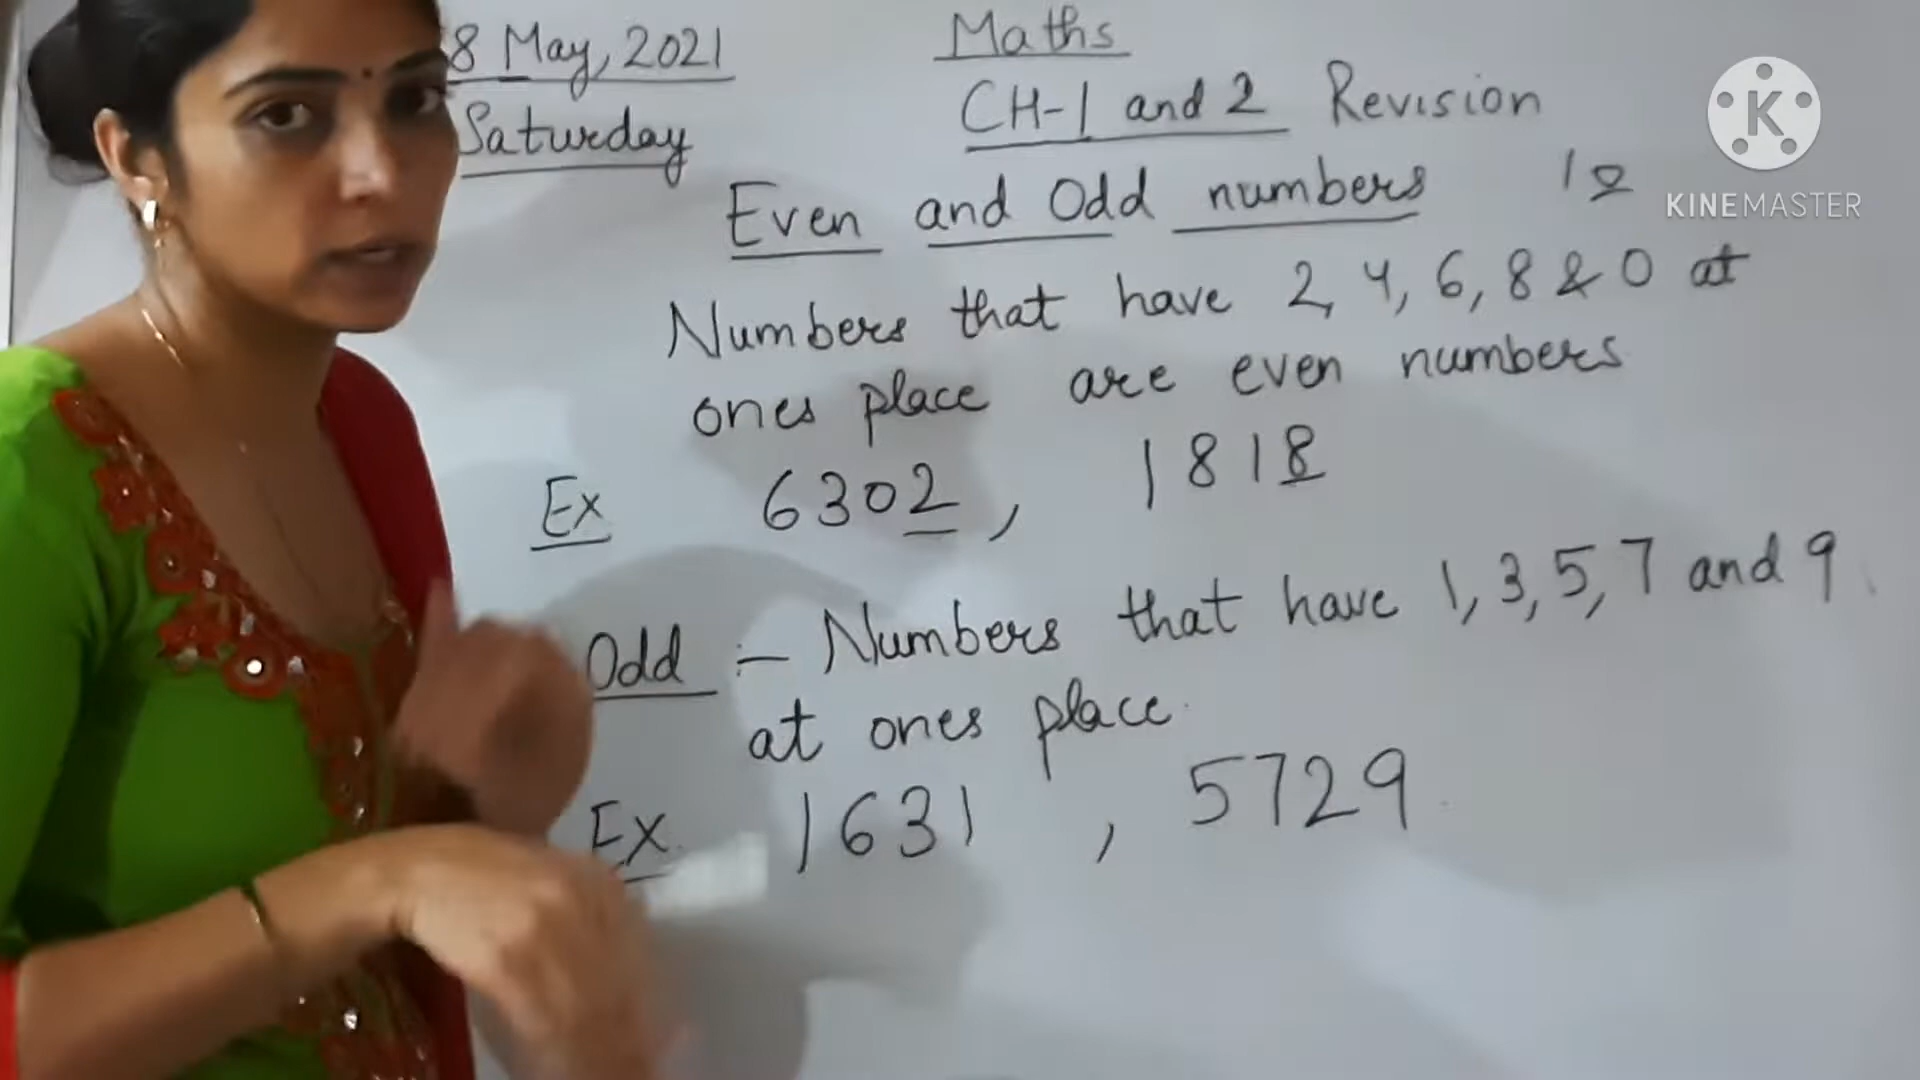 8 May, 2021
Saturday
Maths
CH-1 and 2 Revision
Even and Odd numbers
Numbers that have 2, 4, 6, 8 & 0 at
ones place are even numbers
Ex 6302, 1818
Odd :- Numbers that have 1, 3, 5, 7 and 9
at ones place.
Ex. 1631, 5729
K
KINEMASTER